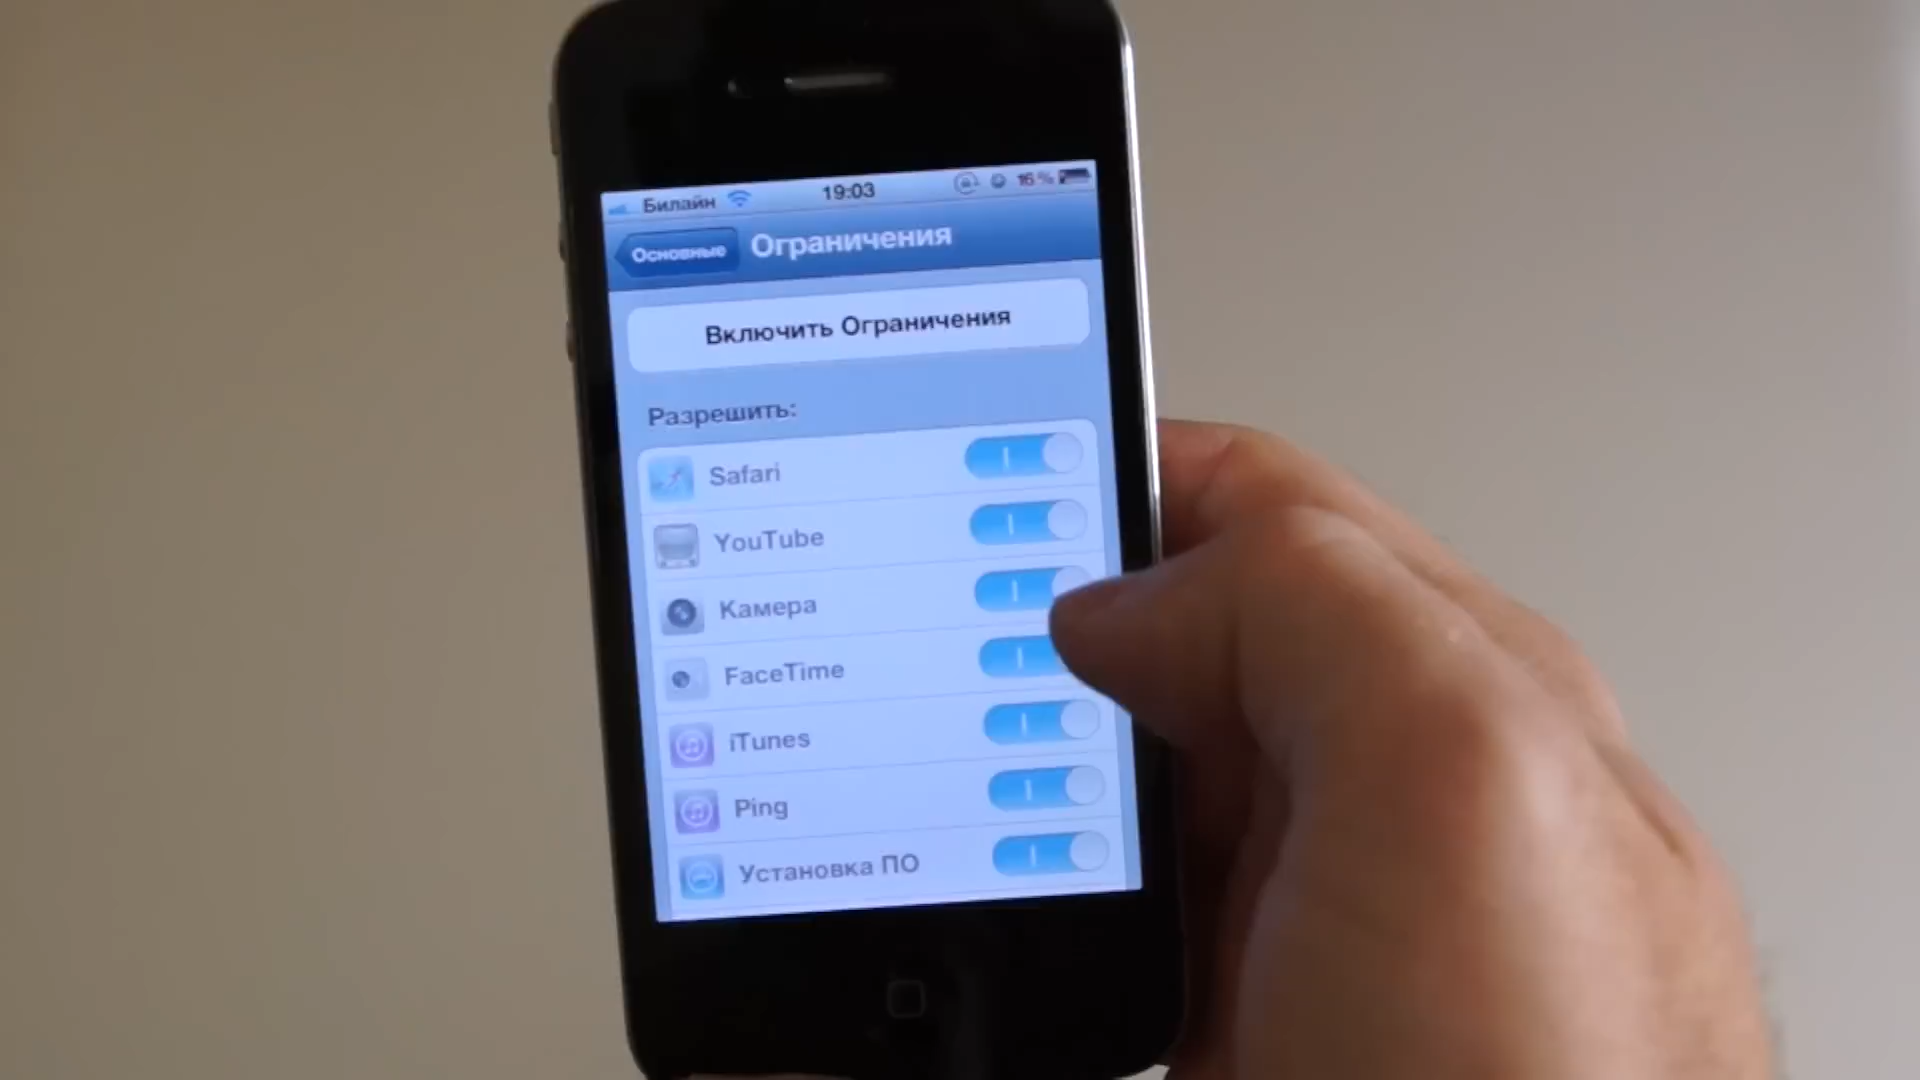 Билайн 19:03 16 %
Основные Ограничения
Включить Ограничения
Разрешить:
Safari
YouTube
Камера
FaceTime
iTunes
Ping
Установка ПО